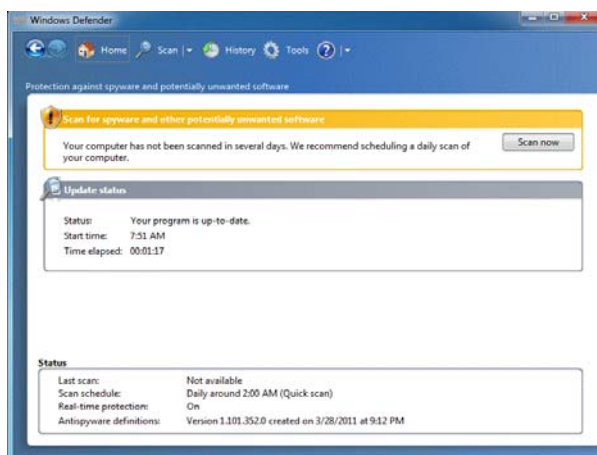 Windows Defender
Home Scan History Tools
Protection against spyware and potentially unwanted software
Scan for spyware and other potentially unwanted software
Your computer has not been scanned in several days. We recommend scheduling a daily scan of
your computer.
Scan now
Update status
Status: Your program is up-to-date.
Start time: 7:51 AM
Time elapsed: 00:01:17
Status
Last scan: Not available
Scan schedule: Daily around 2:00 AM (Quick scan)
Real-time protection: On
Antispyware definitions: Version 1.101.352.0 created on 3/28/2011 at 9:12 PM